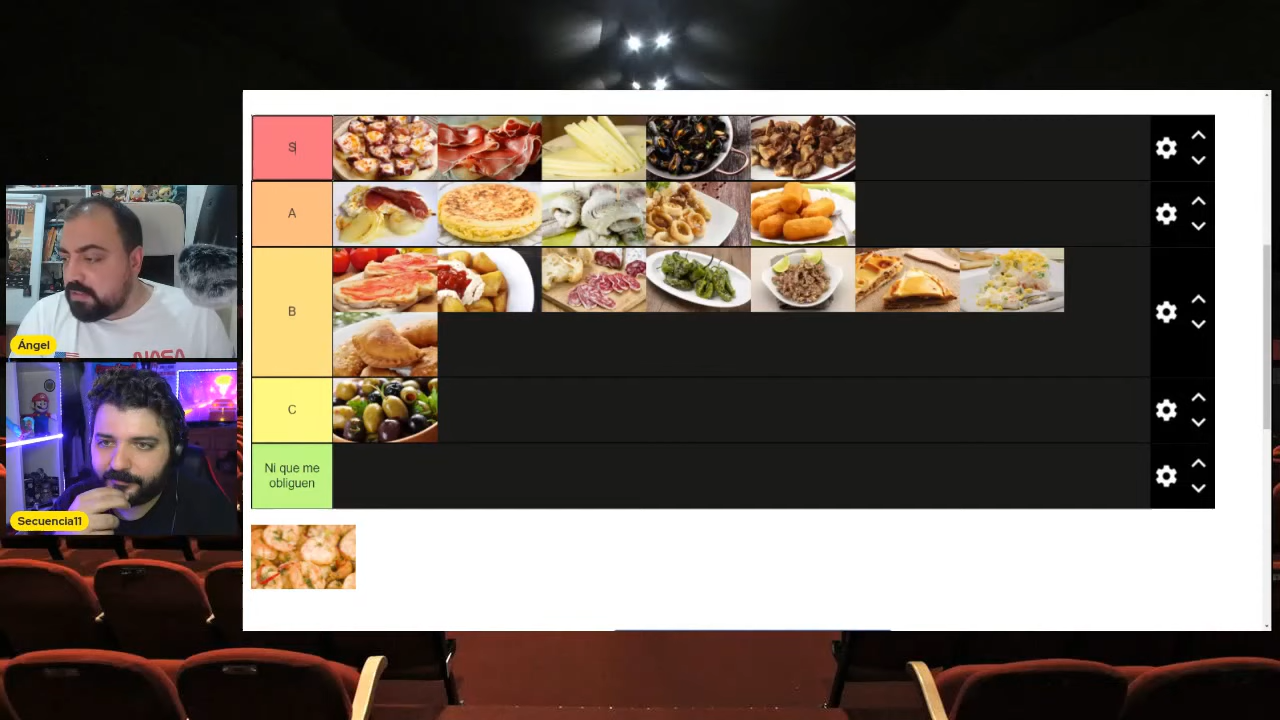 S
A
B
C
Ni que me
obliguen
Ángel
NASA
Secuencia11